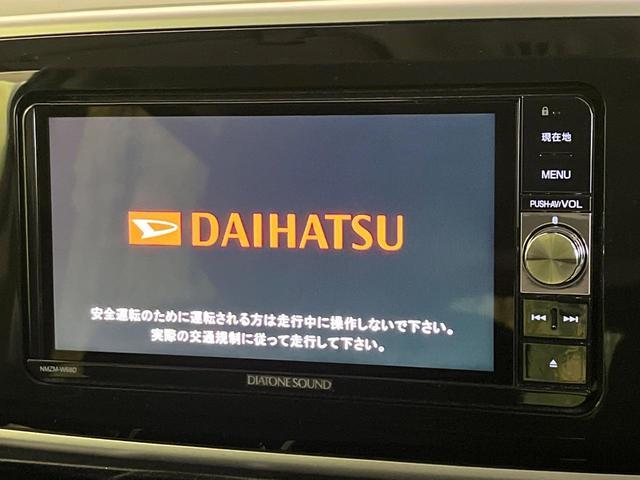 現在地
MENU
PUSH-AV/VOL
DAIHATSU
安全運転のために運転される方は走行中に操作しないで下さい。
実際の交通規制に従って走行して下さい。
NMZM-W68D
DIATONE SOUND